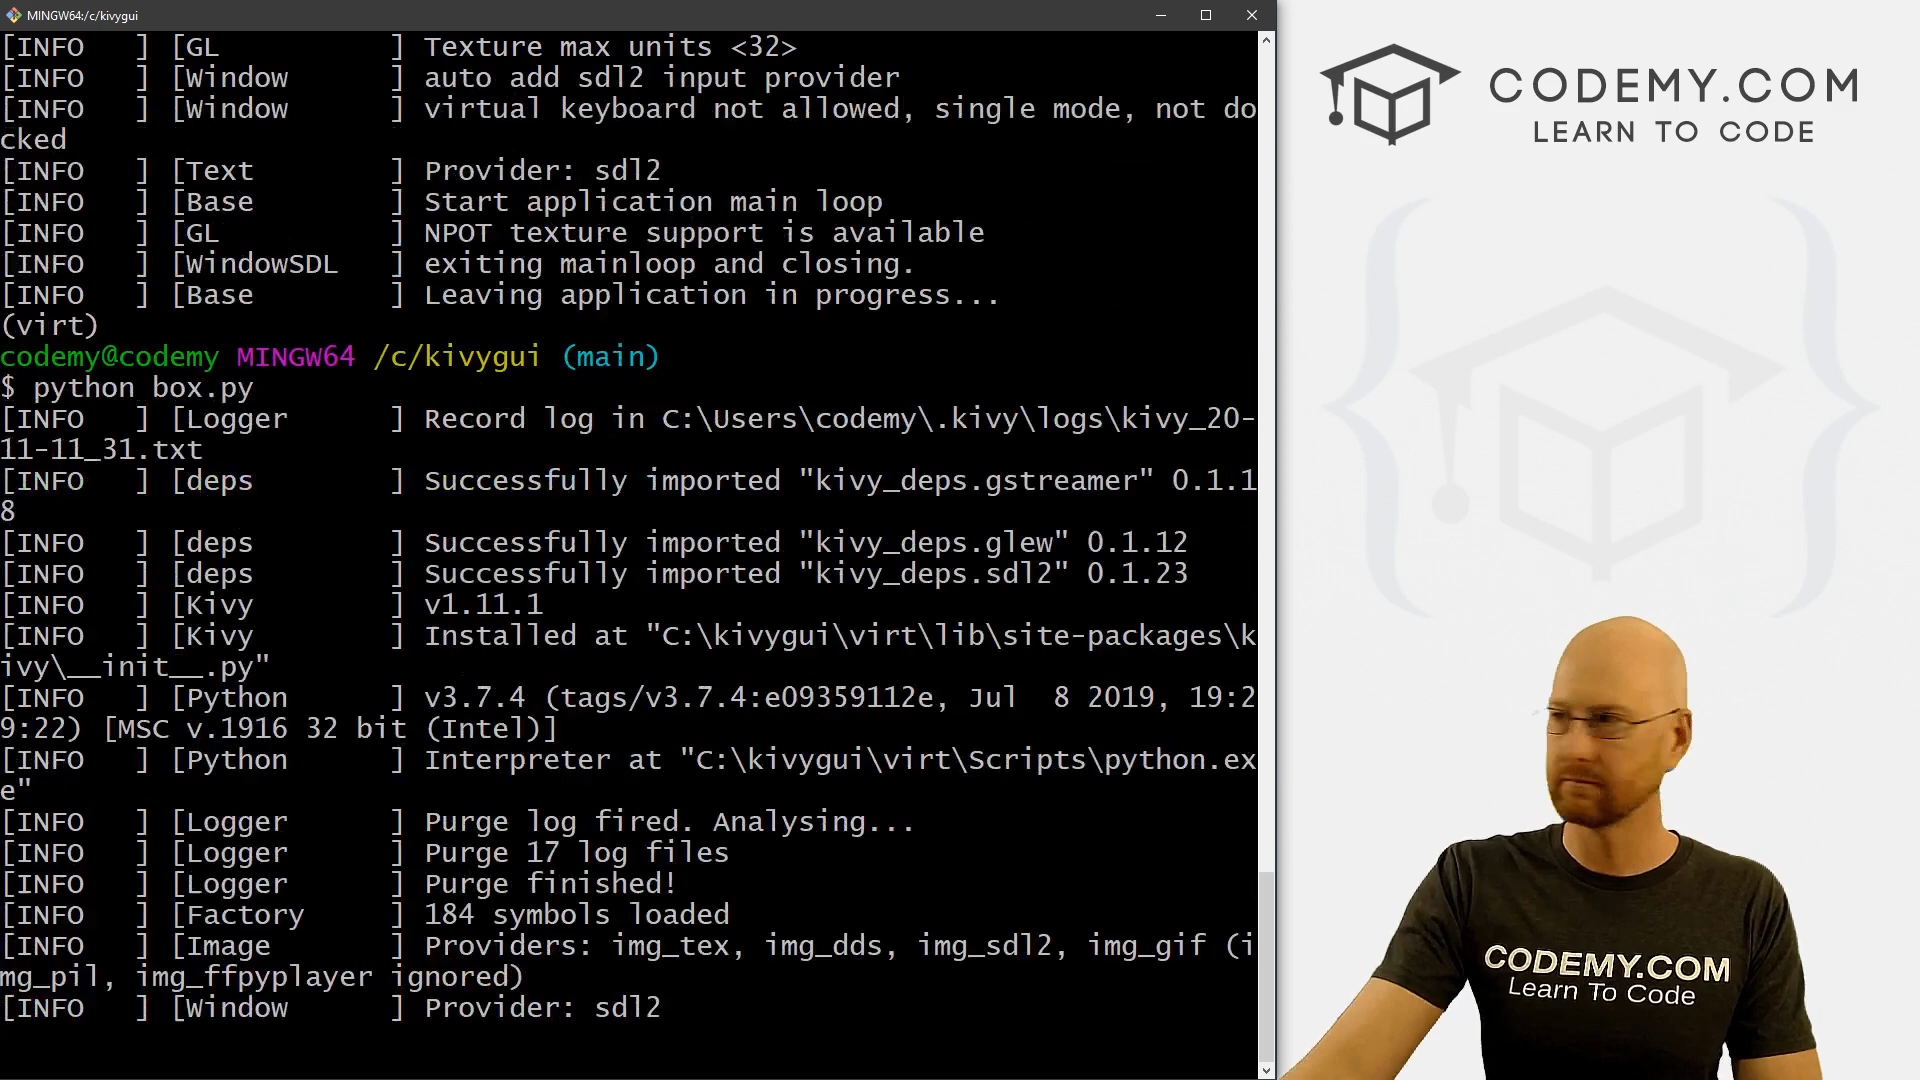 MINGW64:/c/kivygui
[INFO   ] [GL          ] Texture max units <32>
[INFO   ] [Window      ] auto add sdl2 input provider
[INFO   ] [Window      ] virtual keyboard not allowed, single mode, not do
cked
[INFO   ] [Text        ] Provider: sdl2
[INFO   ] [Base        ] Start application main loop
[INFO   ] [GL          ] NPOT texture support is available
[INFO   ] [WindowSDL   ] exiting mainloop and closing.
[INFO   ] [Base        ] Leaving application in progress...
(virt)
codemy@codemy MINGW64 /c/kivygui (main)
$ python box.py
[INFO   ] [Logger      ] Record log in C:\Users\codemy\.kivy\logs\kivy_20-
11-11_31.txt
[INFO   ] [deps        ] Successfully imported "kivy_deps.gstreamer" 0.1.1
8
[INFO   ] [deps        ] Successfully imported "kivy_deps.glew" 0.1.12
[INFO   ] [deps        ] Successfully imported "kivy_deps.sdl2" 0.1.23
[INFO   ] [Kivy        ] v1.11.1
[INFO   ] [Kivy        ] Installed at "C:\kivygui\virt\lib\site-packages\k
ivy\__init__.py"
[INFO   ] [Python      ] v3.7.4 (tags/v3.7.4:e09359112e, Jul  8 2019, 19:2
9:22) [MSC v.1916 32 bit (Intel)]
[INFO   ] [Python      ] Interpreter at "C:\kivygui\virt\Scripts\python.ex
e"
[INFO   ] [Logger      ] Purge log fired. Analysing...
[INFO   ] [Logger      ] Purge 17 log files
[INFO   ] [Logger      ] Purge finished!
[INFO   ] [Factory     ] 184 symbols loaded
[INFO   ] [Image       ] Providers: img_tex, img_dds, img_sdl2, img_gif (i
mg_pil, img_ffpyplayer ignored)
[INFO   ] [Window      ] Provider: sdl2
CODEMY.COM
LEARN TO CODE
CODEMY.COM
Learn To Code